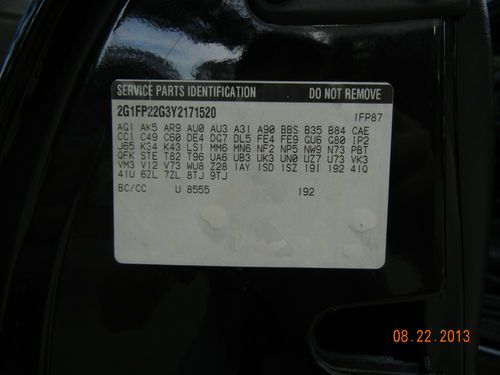 SERVICE PARTS IDENTIFICATION DO NOT REMOVE
2G1FP22G3Y2171520 1FP87
AG1 AK5 AR9 AU0 AU3 A31 A90 BBS B35 B84 CAE
CC1 C49 C60 DE4 DG7 DL5 FE4 FE9 GU6 G80 IP2
J65 K34 K43 LS1 MM6 MN6 NF2 NP5 NW9 N73 PBT
QFK STE T82 T96 UA6 UB3 UK3 UN0 UZ7 U73 VK3
VM3 V12 V73 WU8 Z28 1AY 1SD 1SZ 19I 192 41Q
41U 6ZL 7ZL 8TJ 9TJ
BC/CC U 8555 192
08.22.2013